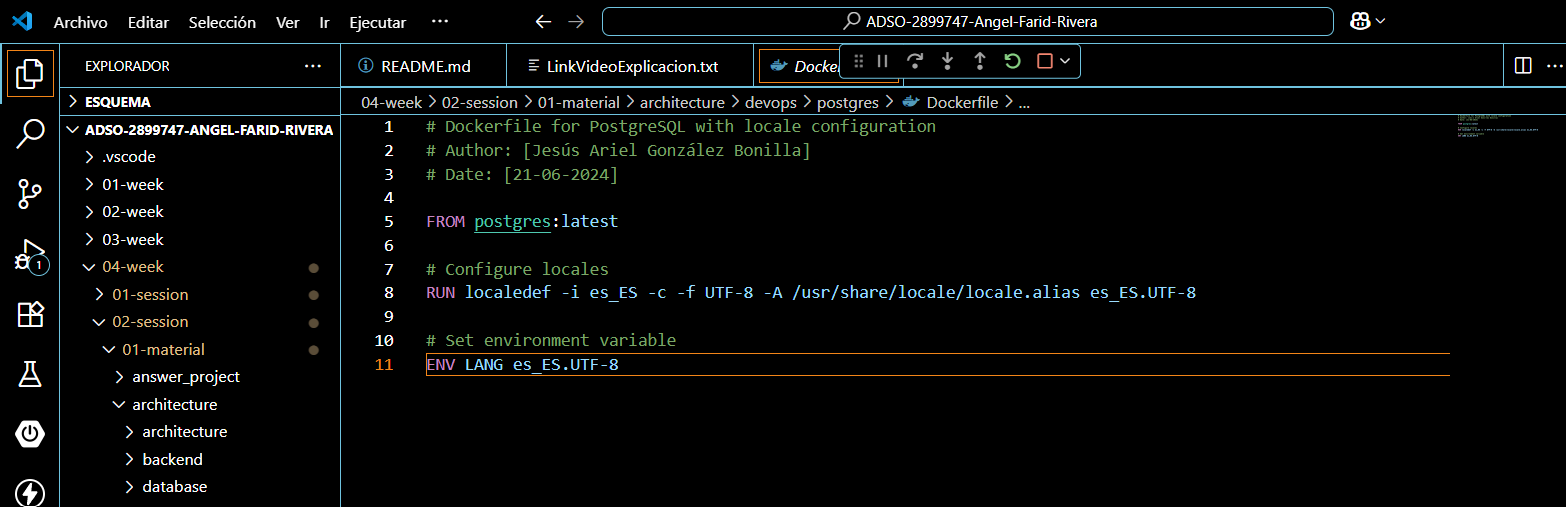 Archivo Editar Selección Ver Ir Ejecutar ··· ADSO-2899747-Angel-Farid-Rivera
EXPLORADOR ···
README.md LinkVideoExplicacion.txt Docker
ESQUEMA
ADSO-2899747-ANGEL-FARID-RIVERA
.vscode
01-week
02-week
03-week
04-week
01-session
02-session
01-material
answer_project
architecture
architecture
backend
database
1
04-week > 02-session > 01-material > architecture > devops > postgres > Dockerfile > ...
1 # Dockerfile for PostgreSQL with locale configuration
2 # Author: [Jesús Ariel González Bonilla]
3 # Date: [21-06-2024]
4
5 FROM postgres:latest
6
7 # Configure locales
8 RUN localedef -i es_ES -c -f UTF-8 -A /usr/share/locale/locale.alias es_ES.UTF-8
9
10 # Set environment variable
11 ENV LANG es_ES.UTF-8